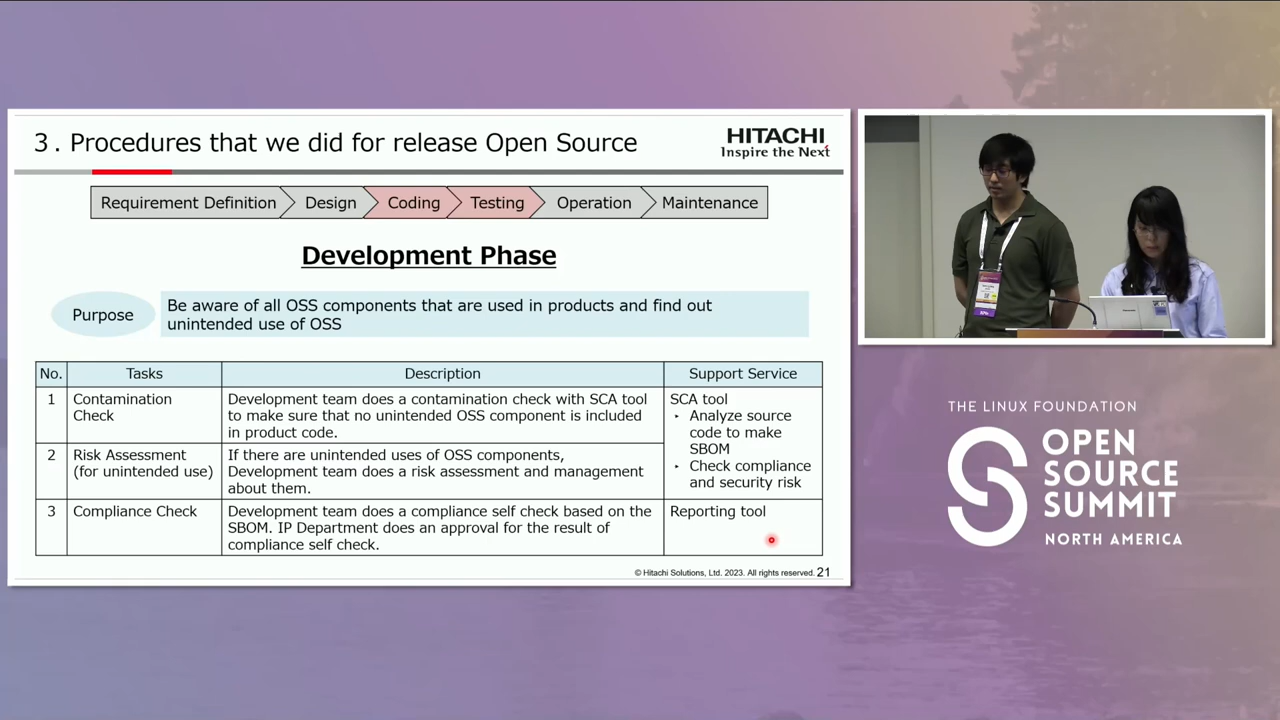 3. Procedures that we did for release Open Source
HITACHI
Inspire the Next
Requirement Definition
Design
Coding
Testing
Operation
Maintenance
Development Phase
Purpose
Be aware of all OSS components that are used in products and find out
unintended use of OSS
No.
Tasks
Description
Support Service
1
Contamination
Check
Development team does a contamination check with SCA tool
to make sure that no unintended OSS component is included
in product code.
SCA tool
‣ Analyze source
code to make
SBOM
‣ Check compliance
and security risk
2
Risk Assessment
(for unintended use)
If there are unintended uses of OSS components,
Development team does a risk assessment and management
about them.
3
Compliance Check
Development team does a compliance self check based on the
SBOM. IP Department does an approval for the result of
compliance self check.
Reporting tool
© Hitachi Solutions, Ltd. 2023. All rights reserved. 21
THE LINUX FOUNDATION
OPEN
SOURCE
SUMMIT
NORTH AMERICA